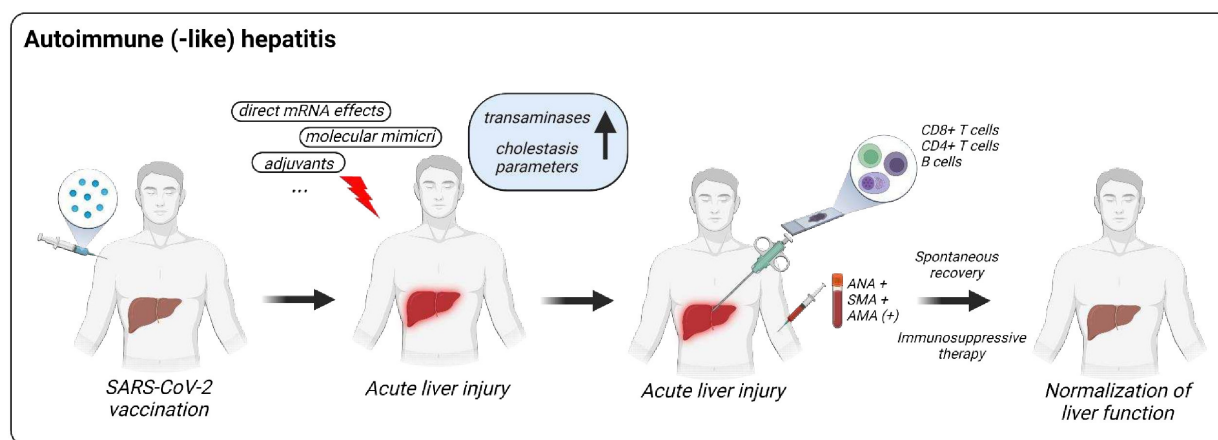 Autoimmune (-like) hepatitis
direct mRNA effects
molecular mimicri
adjuvants
...
transaminases
cholestasis
parameters
CD8+ T cells
CD4+ T cells
B cells
ANA +
SMA +
AMA (+)
Spontaneous
recovery
Immunosuppressive
therapy
SARS-CoV-2
vaccination
Acute liver injury
Acute liver injury
Normalization of
liver function